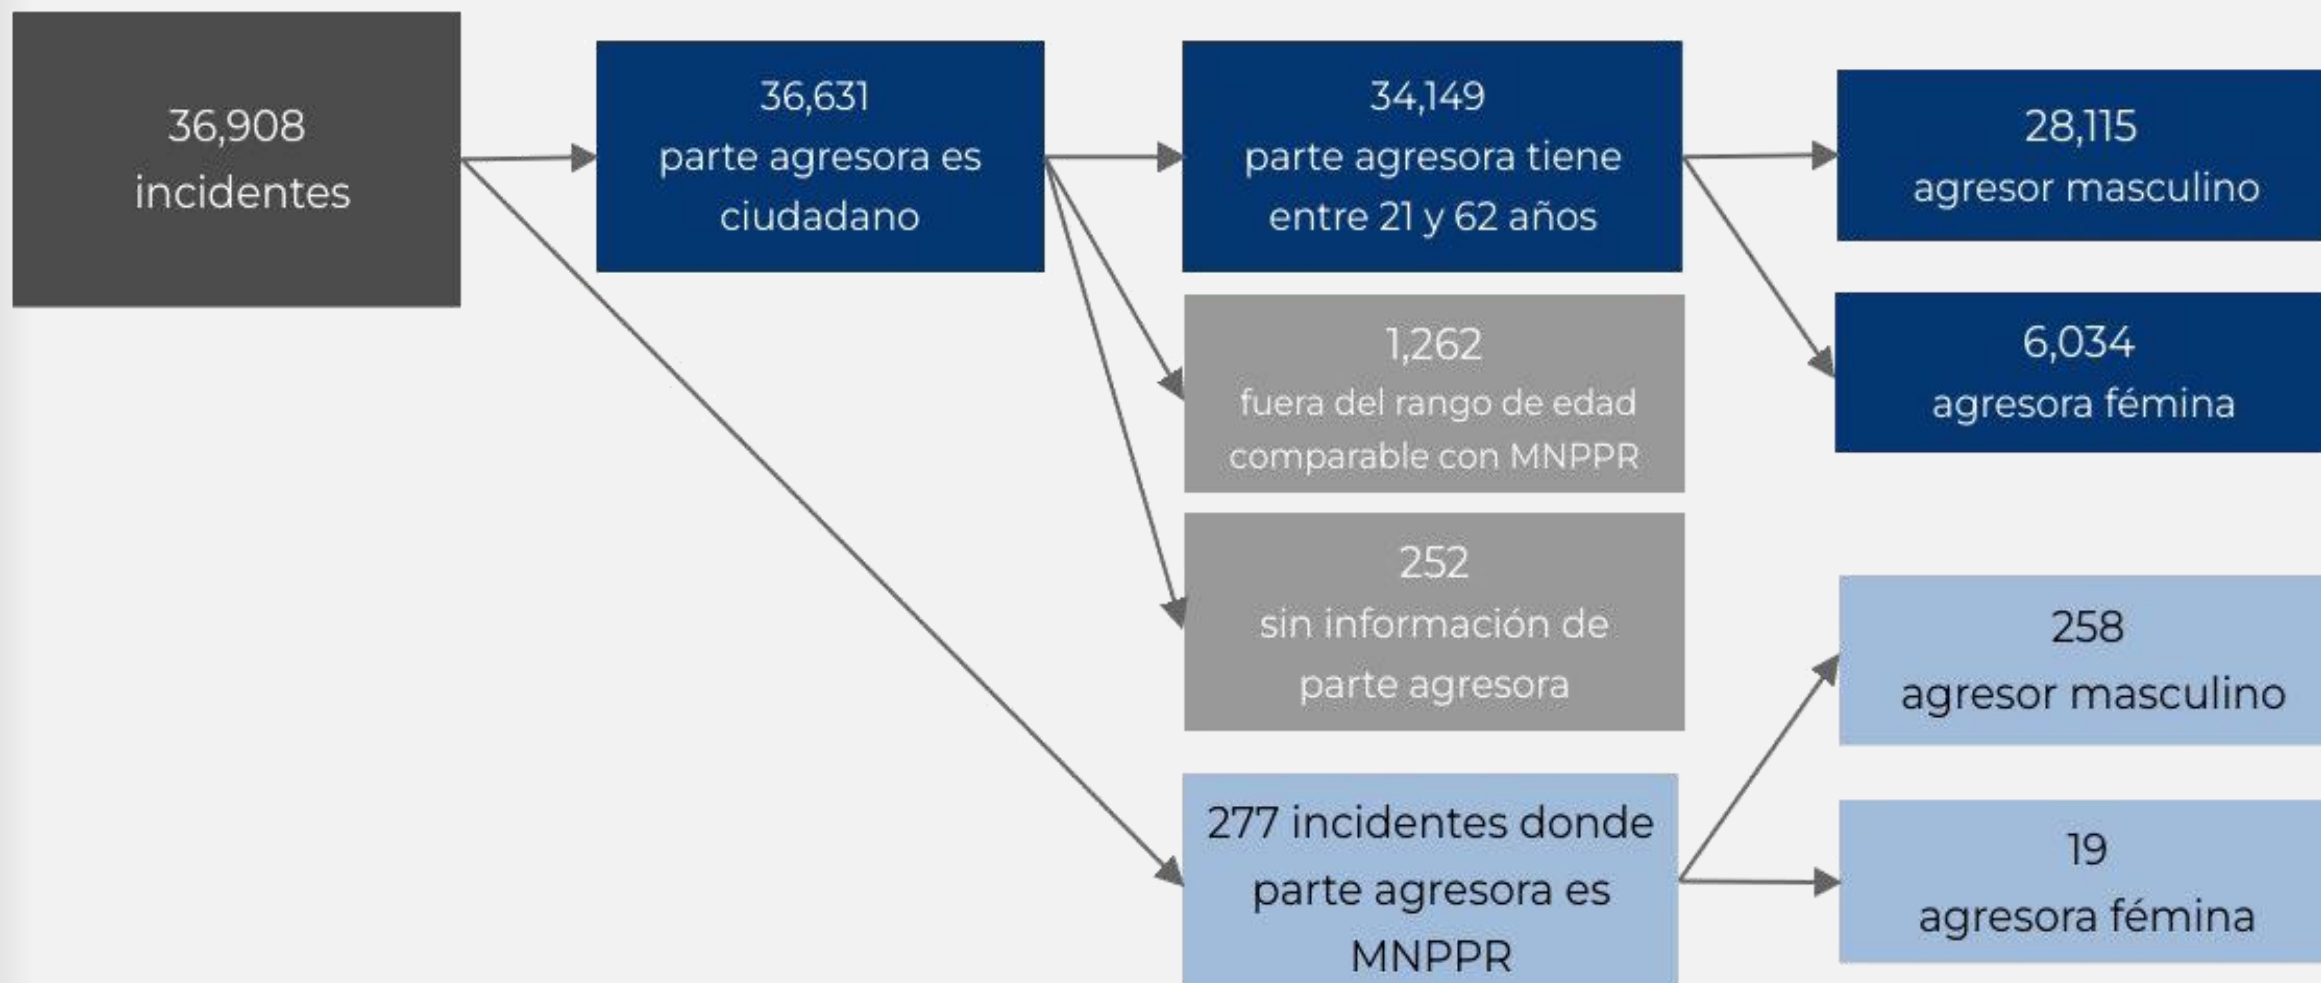 36,908
incidentes
36,631
parte agresora es
ciudadano
34,149
parte agresora tiene
entre 21 y 62 años
28,115
agresor masculino
6,034
agresora fémina
1,262
fuera del rango de edad
comparable con MNPPR
252
sin información de
parte agresora
277 incidentes donde
parte agresora es
MNPPR
258
agresor masculino
19
agresora fémina